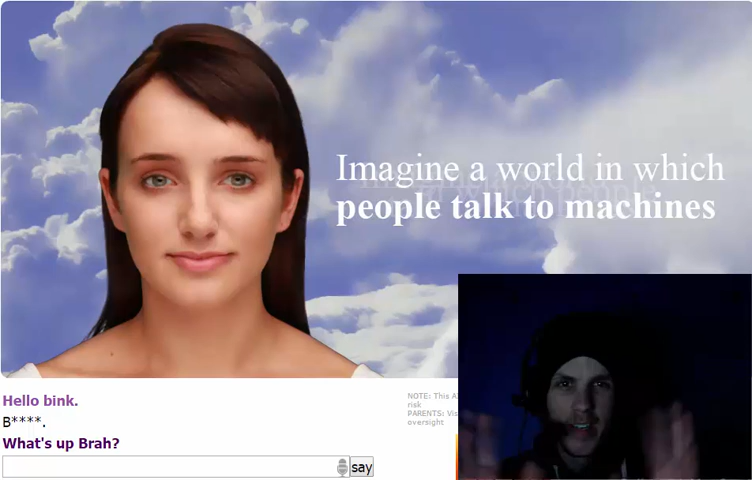 Imagine a world in which
people talk to machines
Hello bink.
B****.
What's up Brah?
say
NOTE: This A
risk
PARENTS: Vis
oversight